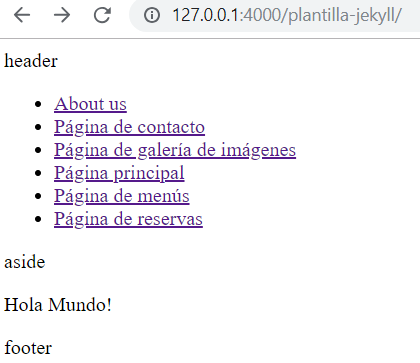 127.0.0.1:4000/plantilla-jekyll/
header
About us
Página de contacto
Página de galería de imágenes
Página principal
Página de menús
Página de reservas
aside
Hola Mundo!
footer